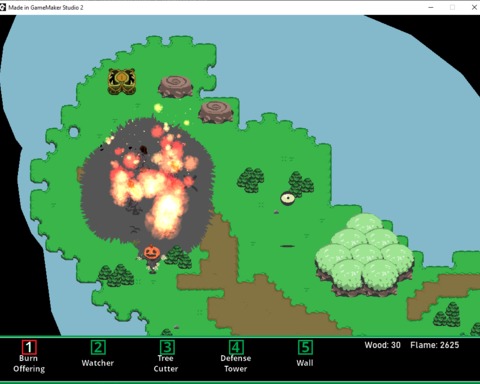 Made in GameMaker Studio 2
1 2 3 4 5
Burn Offering
Watcher
Tree Cutter
Defense Tower
Wall
Wood: 30 Flame: 2625